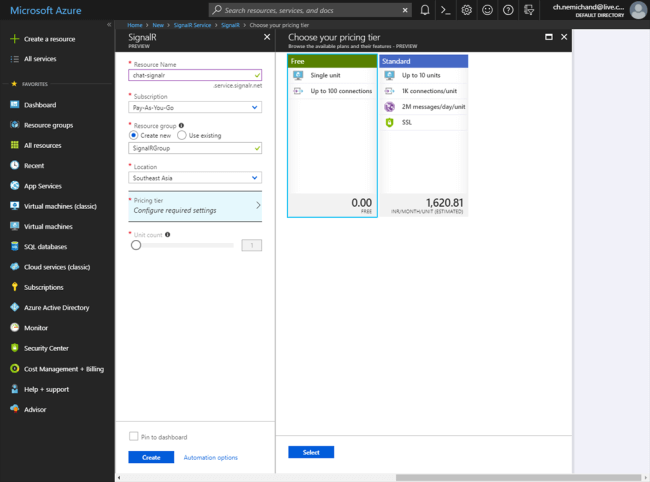 Microsoft Azure
Search resources, services, and docs
ch.nemichand@live.c...
DEFAULT DIRECTORY
Create a resource
All services
FAVORITES
Dashboard
Resource groups
All resources
Recent
App Services
Virtual machines (classic)
Virtual machines
SQL databases
Cloud services (classic)
Subscriptions
Azure Active Directory
Monitor
Security Center
Cost Management + Billing
Help + support
Advisor
Home > New > SignalR Service > SignalR > Choose your pricing tier
SignalR
PREVIEW
* Resource Name
chat-signalr
.service.signalr.net
* Subscription
Pay-As-You-Go
* Resource group
Create new
Use existing
SignalRGroup
* Location
Southeast Asia
* Pricing tier
Configure required settings
* Unit count
1
Pin to dashboard
Create
Automation options
Choose your pricing tier
Browse the available plans and their features - PREVIEW
Free
Single unit
Up to 100 connections
0.00
FREE
Standard
Up to 10 units
1K connections/unit
2M messages/day/unit
SSL
1,620.81
INR/MONTH/UNIT (ESTIMATED)
Select